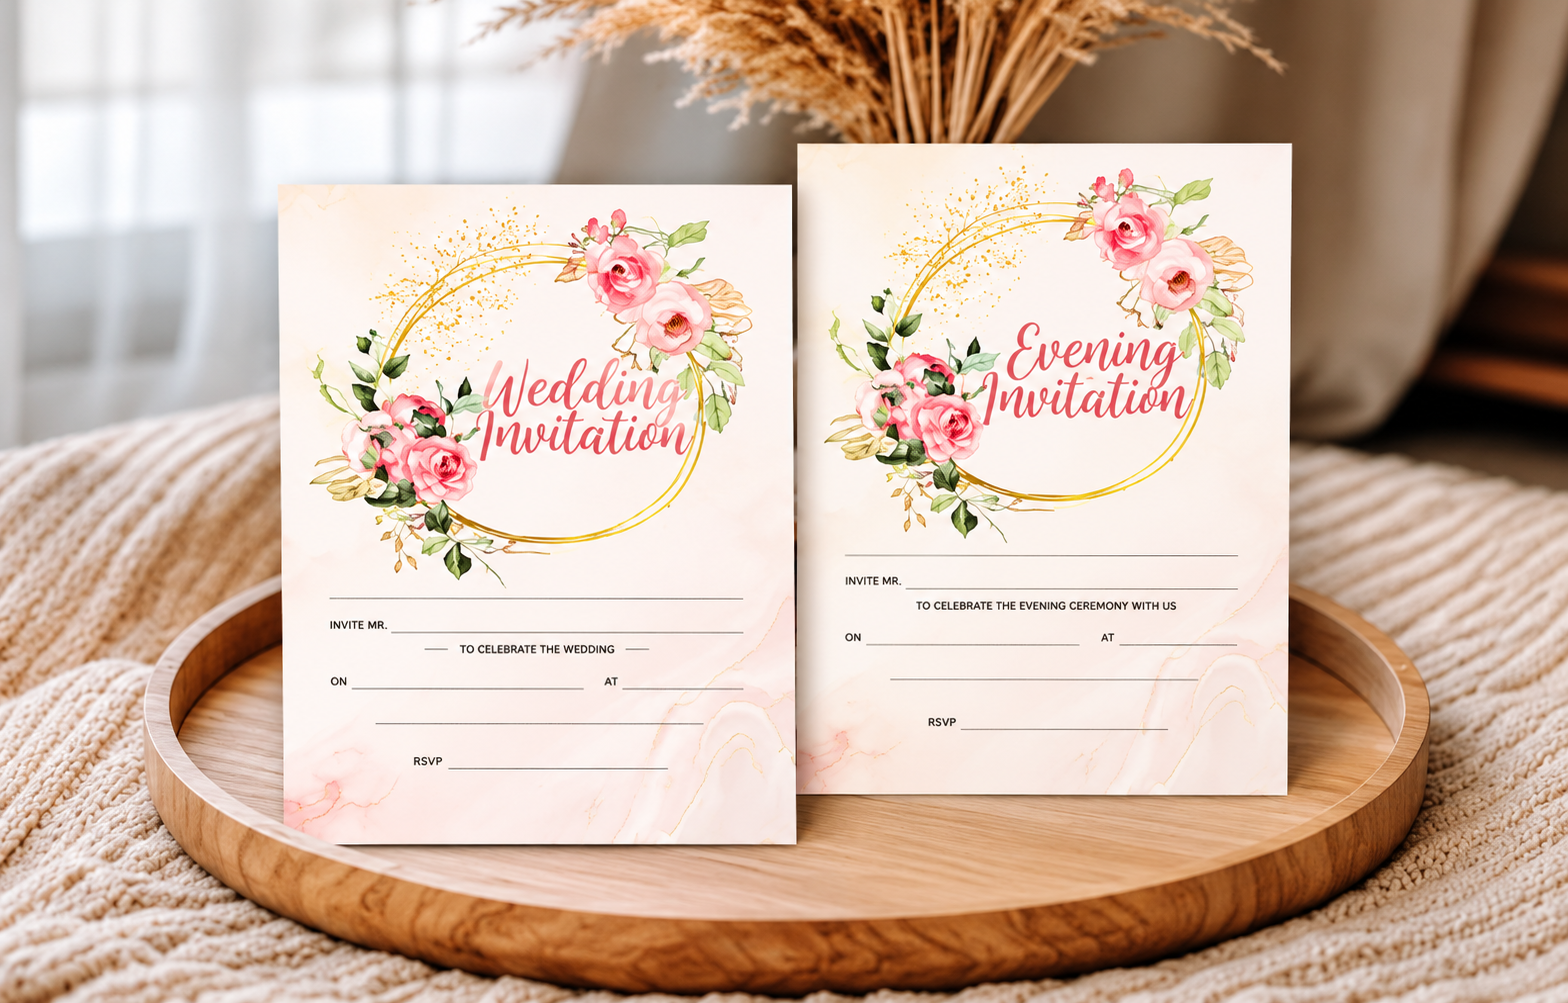 Wedding
Invitation
INVITE MR.
TO CELEBRATE THE WEDDING
ON AT
RSVP
Evening
Invitation
INVITE MR.
TO CELEBRATE THE EVENING CEREMONY WITH US
ON AT
RSVP